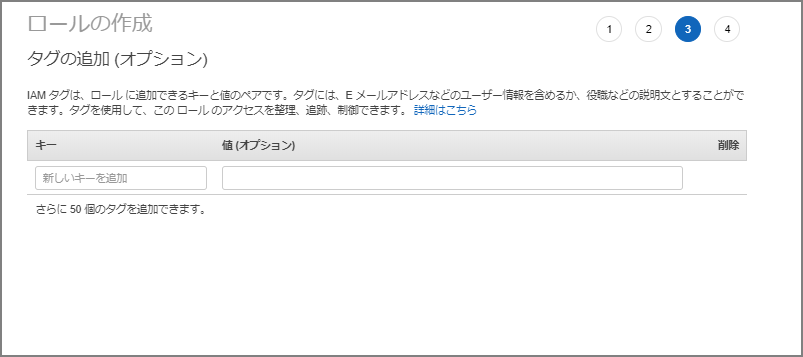 ロールの作成
1 2 3 4
タグの追加 (オプション)
IAM タグは、ロール に追加できるキーと値のペアです。タグには、E メールアドレスなどのユーザー情報を含めるか、役職などの説明文とすることがで
きます。タグを使用して、この ロール のアクセスを整理、追跡、制御できます。 詳細はこちら
キー 値 (オプション) 削除
新しいキーを追加
さらに 50 個のタグを追加できます。